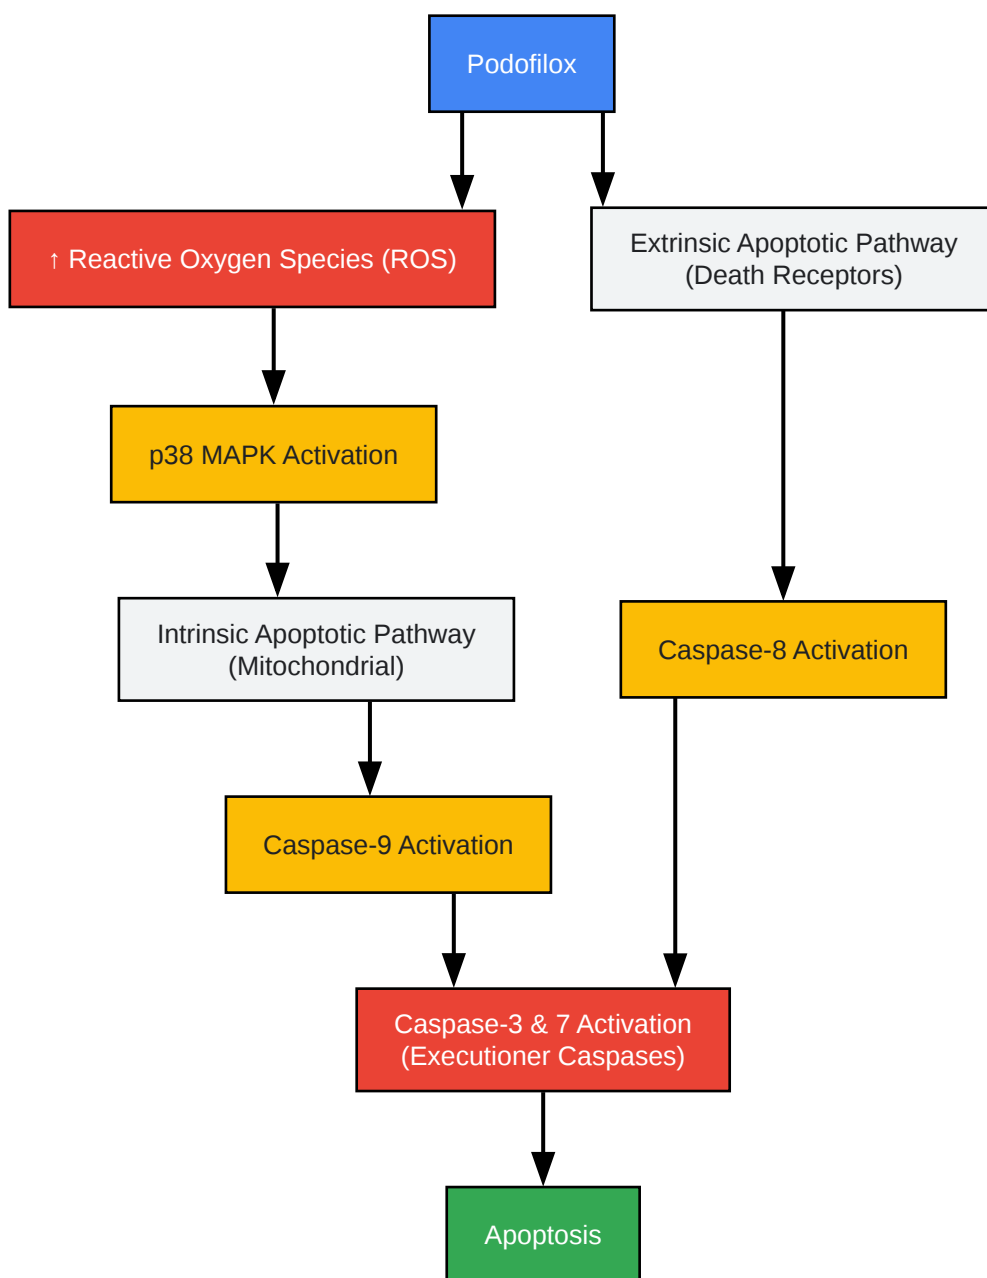 Podofilox
↑ Reactive Oxygen Species (ROS)
Extrinsic Apoptotic Pathway
(Death Receptors)
p38 MAPK Activation
Intrinsic Apoptotic Pathway
(Mitochondrial)
Caspase-8 Activation
Caspase-9 Activation
Caspase-3 & 7 Activation
(Executioner Caspases)
Apoptosis